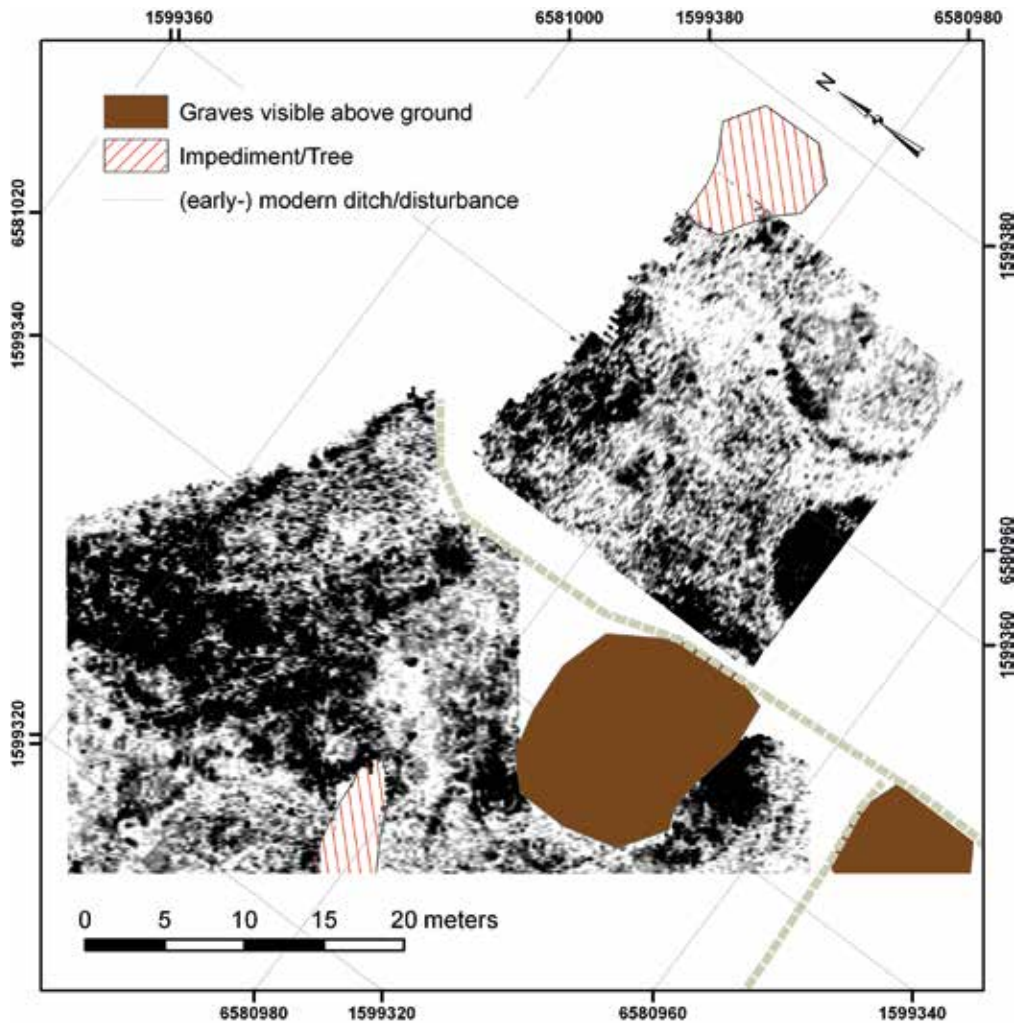 1599360
6581000
1599380
6580980
N
Graves visible above ground
Impediment/Tree
(early-) modern ditch/disturbance
6581020
1599340
1599320
1599380
6580960
1599360
0 5 10 15 20 meters
6580980
1599320
6580960
1599340